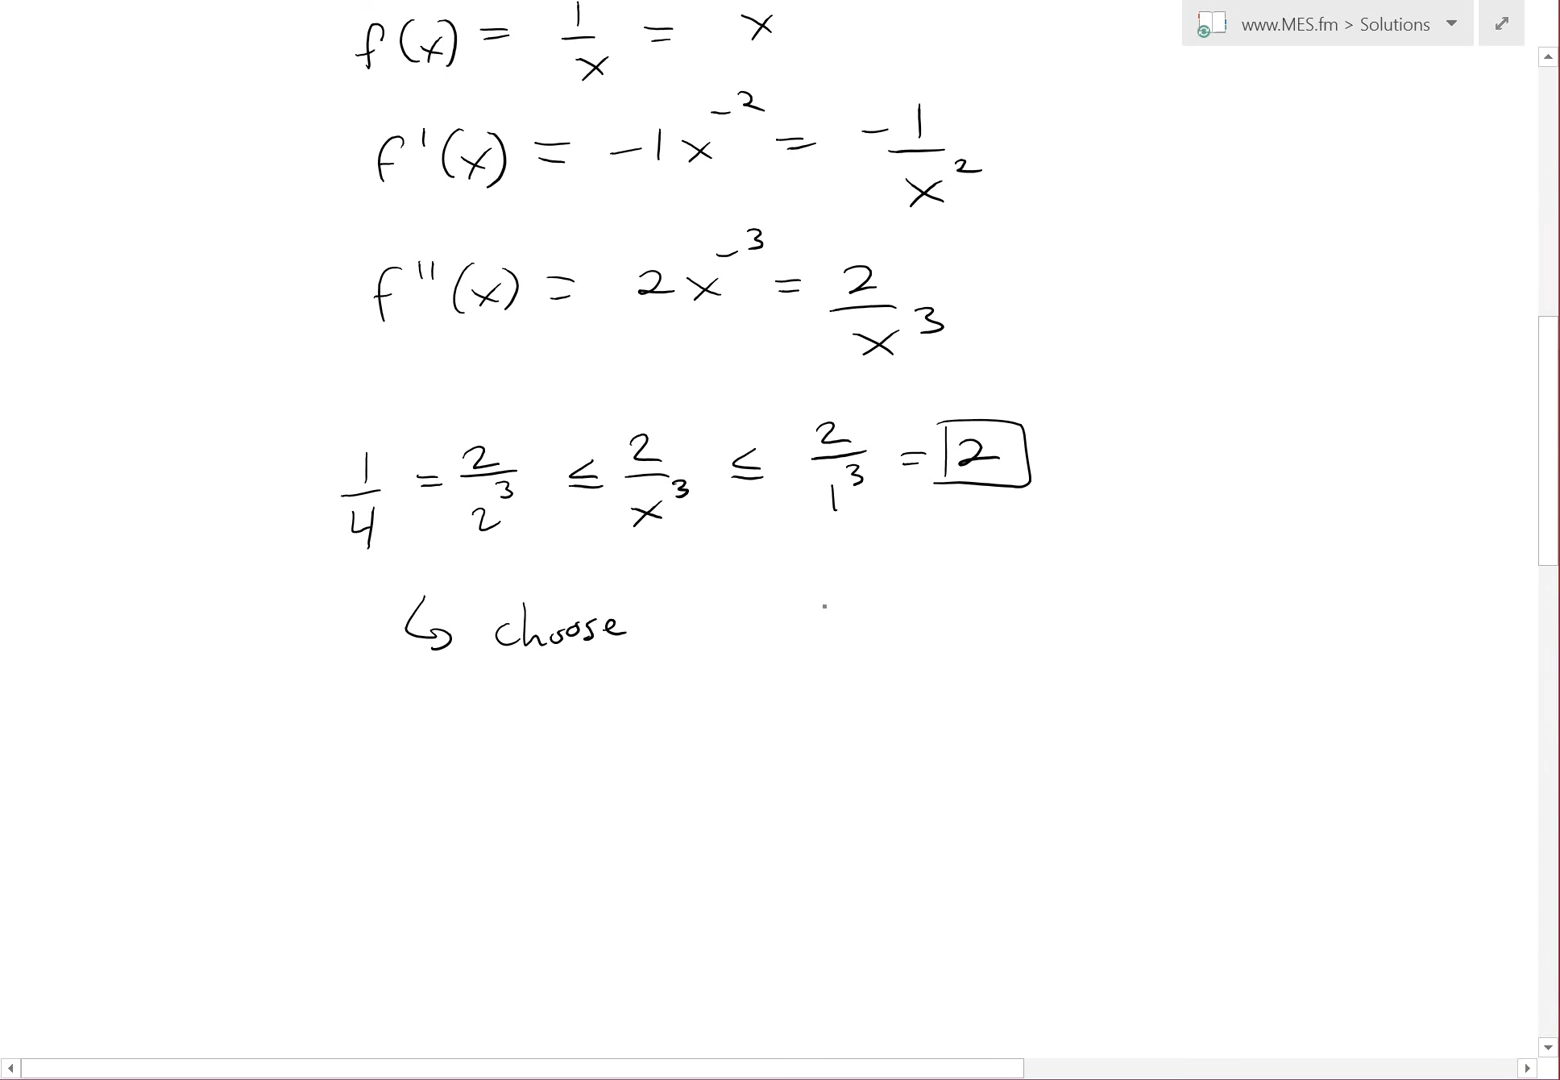 www.MES.fm > Solutions
f(x) = 1/x = x
f'(x) = -1x^-2 = -1/x^2
f''(x) = 2x^-3 = 2/x^3
1/4 = 2/2^3 ≤ 2/x^3 ≤ 2/1^3 = 2
↳ choose